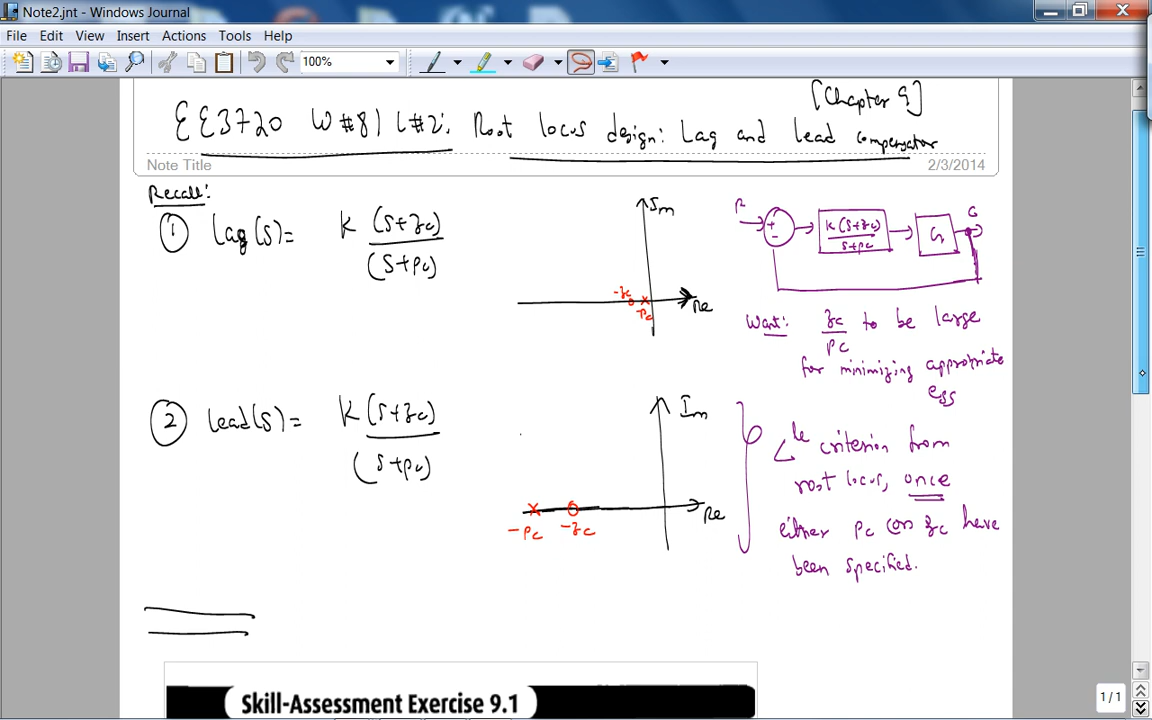 Note2.jnt - Windows Journal
File Edit View Insert Actions Tools Help
100%
[Chapter 9]
EE3720 W#8, L#2: Root locus design: Lag and lead compensator
Note Title
2/3/2014
Recall:
① lag(s)= K (s+zc)
(s+pc)
Im
-zc
-pc
Re
R
+
-
K(s+zc)
s+pc
G
C
Want: zc to be large
pc
for minimizing appropriate
ess
② lead(s)= K(s+zc)
(s+pc)
Im
-pc
-zc
Re
∠le criterion from
root locus, once
either pc (or) zc have
been specified.
Skill-Assessment Exercise 9.1
1/1